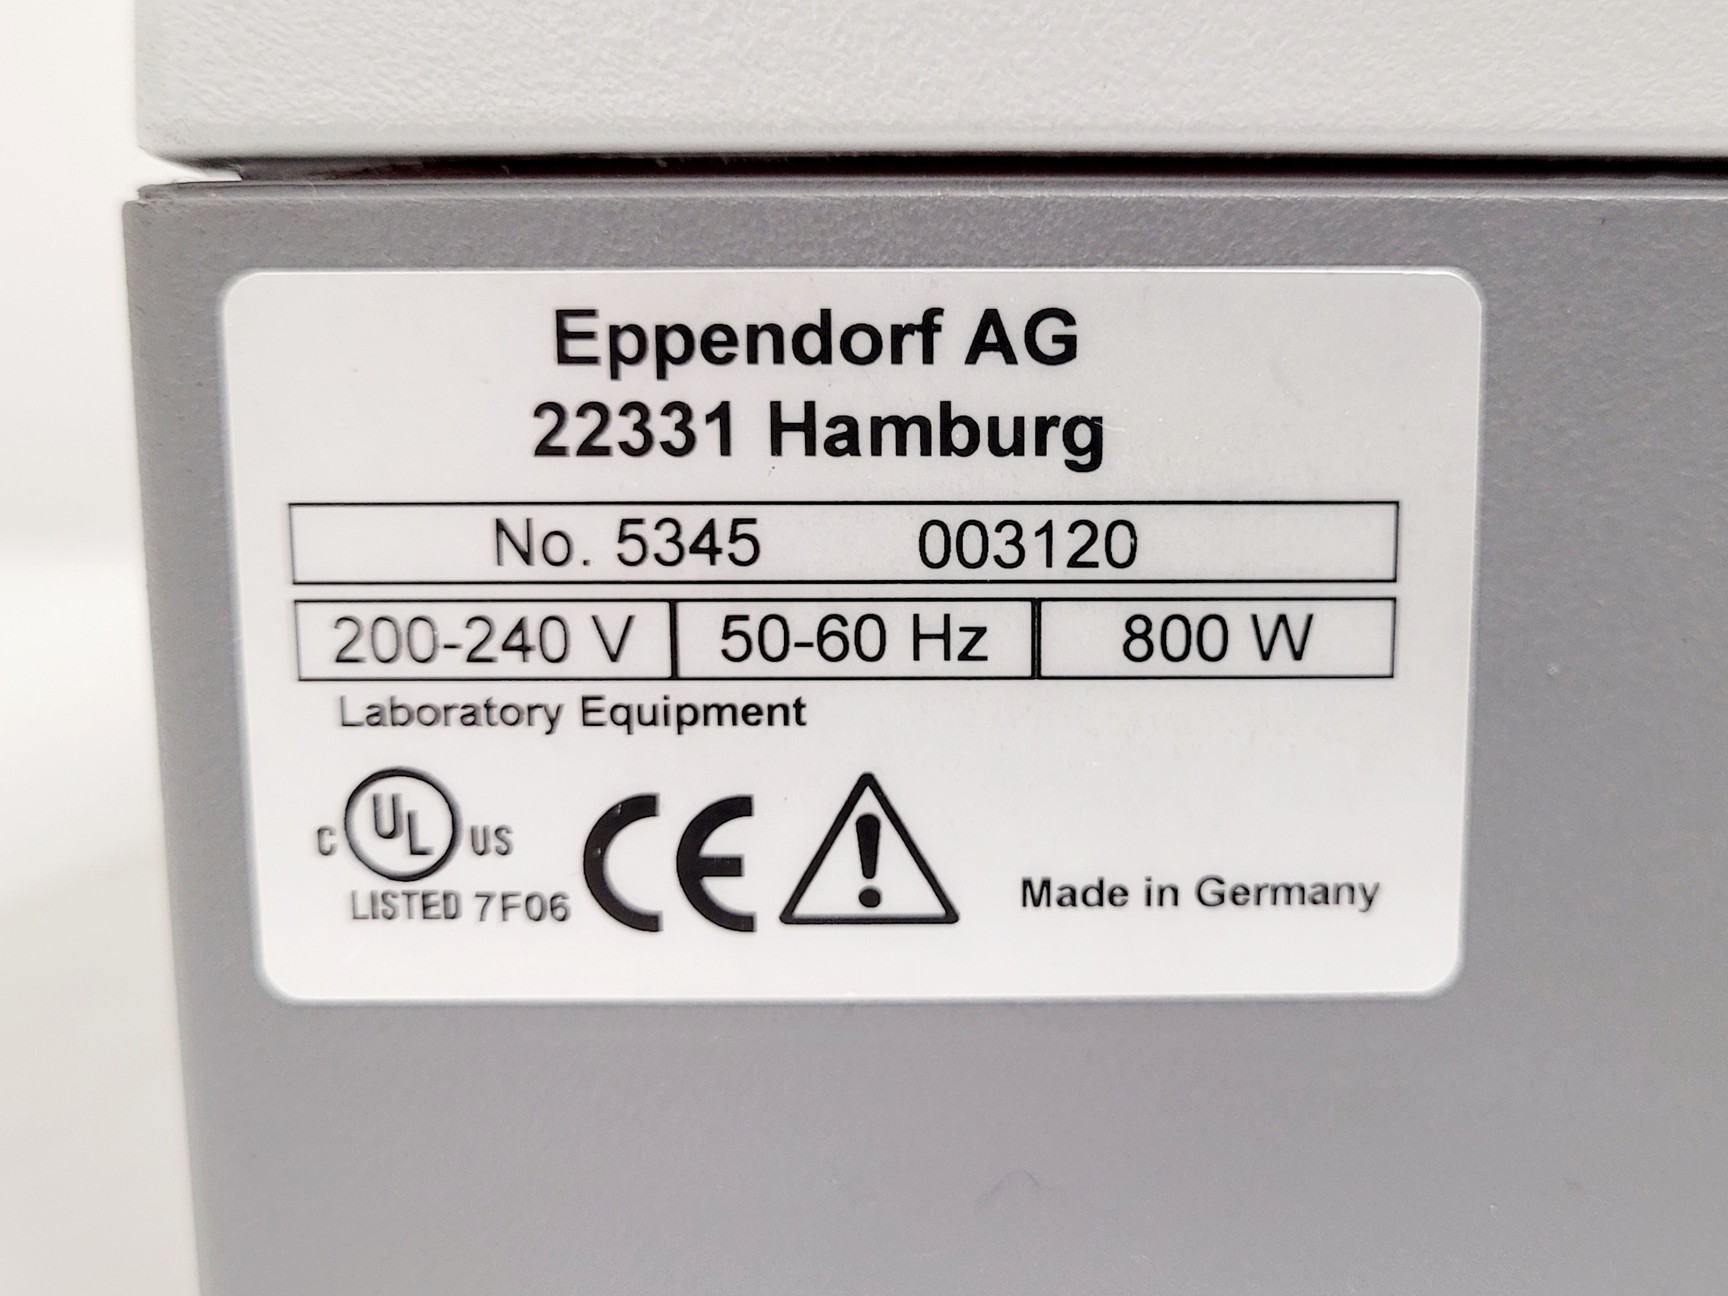 Eppendorf AG
22331 Hamburg
No. 5345 003120
200-240 V 50-60 Hz 800 W
Laboratory Equipment
C UL US
LISTED 7F06
CE
Made in Germany